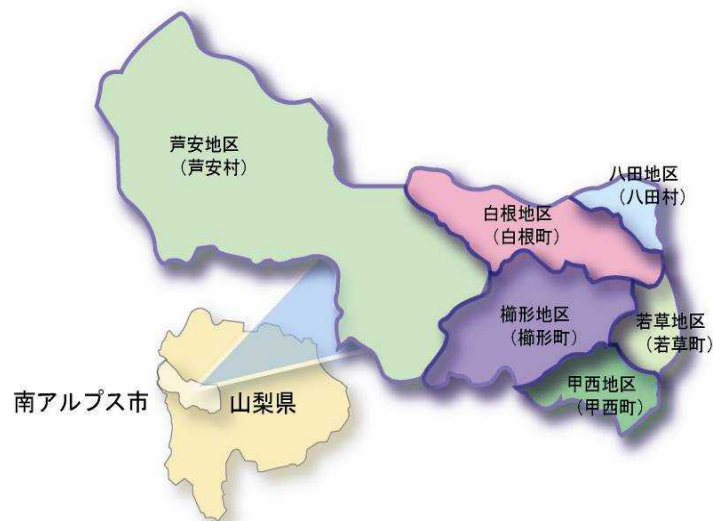 芦安地区
（芦安村）
八田地区
（八田村）
白根地区
（白根町）
櫛形地区
（櫛形町）
若草地区
（若草町）
甲西地区
（甲西町）
南アルプス市
山梨県